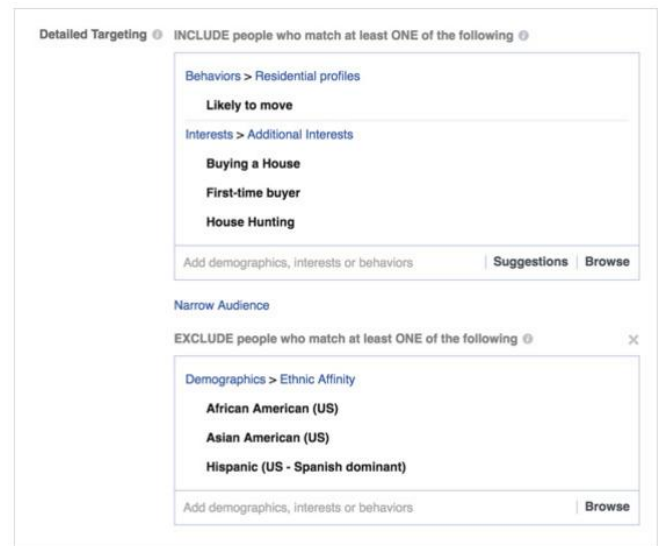 Detailed Targeting INCLUDE people who match at least ONE of the following
Behaviors > Residential profiles
Likely to move
Interests > Additional Interests
Buying a House
First-time buyer
House Hunting
Add demographics, interests or behaviors Suggestions Browse
Narrow Audience
EXCLUDE people who match at least ONE of the following
Demographics > Ethnic Affinity
African American (US)
Asian American (US)
Hispanic (US - Spanish dominant)
Add demographics, interests or behaviors Browse